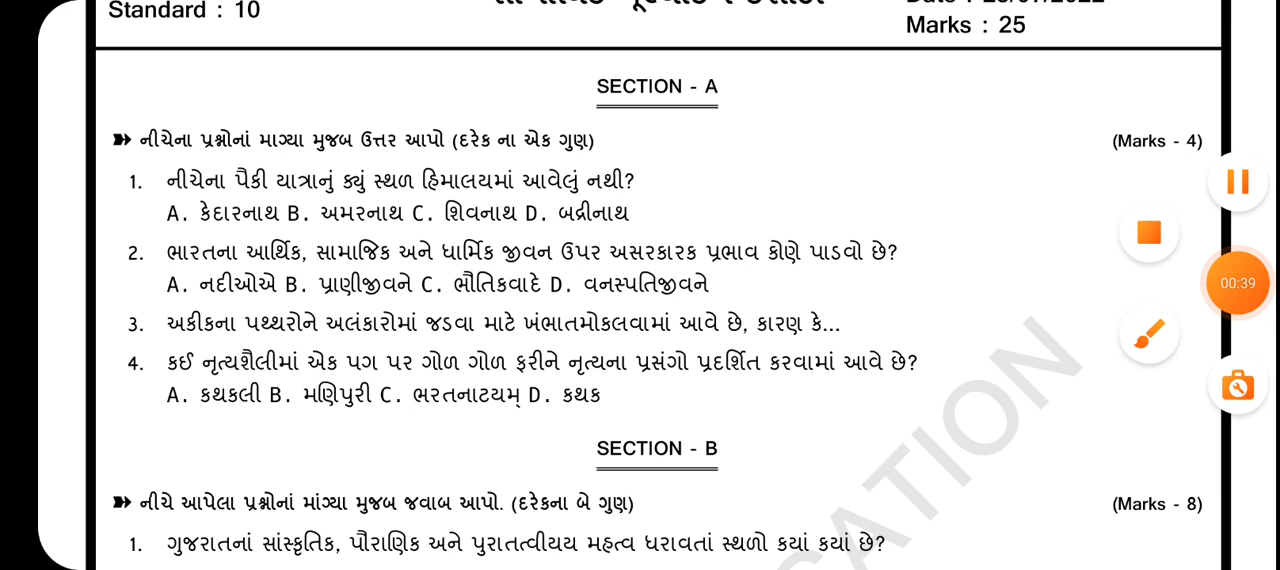 Standard : 10
Marks : 25
SECTION - A
નીચેના પ્રશ્નોનાં માગ્યા મુજબ ઉત્તર આપો (દરેક ના એક ગુણ) (Marks - 4)
1. નીચેના પૈકી યાત્રાનું ક્યું સ્થળ હિમાલયમાં આવેલું નથી?
A. કેદારનાથ B. અમરનાથ C. શિવનાથ D. બદ્રીનાથ
2. ભારતના આર્થિક, સામાજિક અને ધાર્મિક જીવન ઉપર અસરકારક પ્રભાવ કોણે પાડવો છે?
A. નદીઓએ B. પ્રાણીજીવને C. ભૌતિકવાદે D. વનસ્પતિજીવને
3. અકીકના પથ્થરોને અલંકારોમાં જડવા માટે ખંભાતમોકલવામાં આવે છે, કારણ કે...
4. કઈ નૃત્યશૈલીમાં એક પગ પર ગોળ ગોળ ફરીને નૃત્યના પ્રસંગો પ્રદર્શિત કરવામાં આવે છે?
A. કથકલી B. મણિપુરી C. ભરતનાટયમ્ D. કથક
SECTION - B
નીચે આપેલા પ્રશ્નોનાં માંગ્યા મુજબ જવાબ આપો. (દરેકના બે ગુણ) (Marks - 8)
1. ગુજરાતનાં સાંસ્કૃતિક, પૌરાણિક અને પુરાતત્વીયય મહત્વ ધરાવતાં સ્થળો કયાં કયાં છે?
00:39